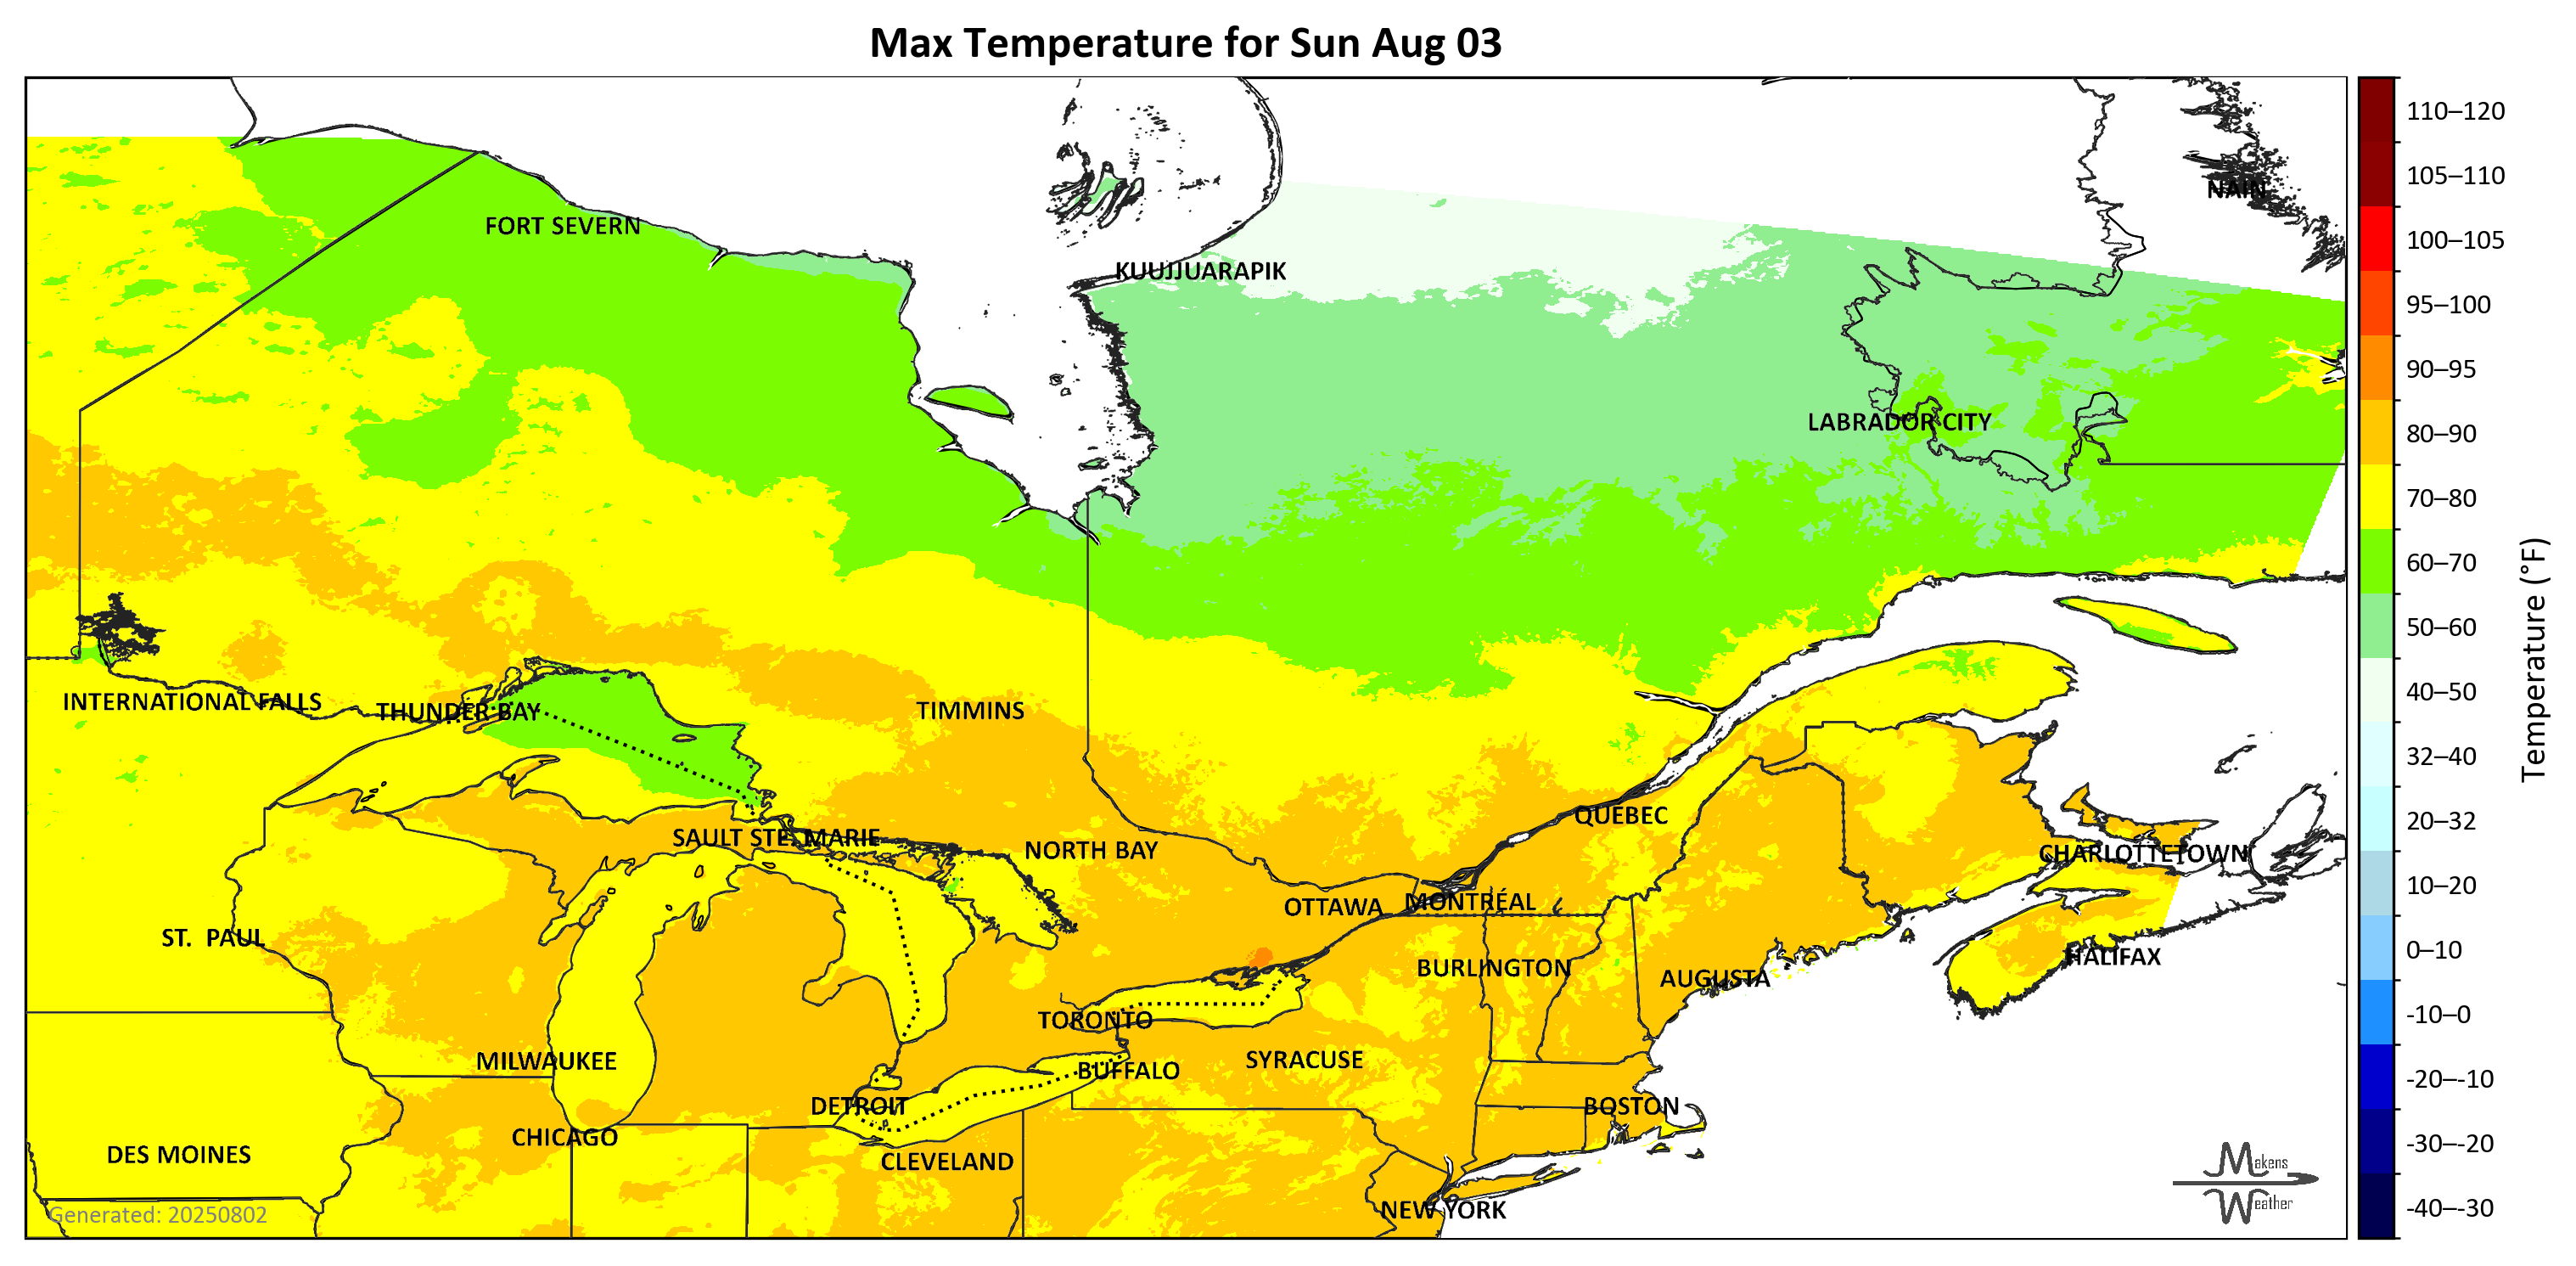 Max Temperature for Sun Aug 03
NAIN
FORT SEVERN
KUUJJUARAPIK
LABRADOR CITY
INTERNATIONAL FALLS
THUNDER BAY
TIMMINS
QUÉBEC
SAULT STE. MARIE
NORTH BAY
CHARLOTTETOWN
OTTAWA
MONTRÉAL
ST.  PAUL
HALIFAX
BURLINGTON
AUGUSTA
TORONTO
MILWAUKEE
SYRACUSE
BUFFALO
DETROIT
BOSTON
CHICAGO
DES MOINES
CLEVELAND
NEW YORK
Generated: 20250802
Makens
Weather
110–120
105–110
100–105
95–100
90–95
80–90
70–80
60–70
50–60
40–50
32–40
20–32
10–20
0–10
-10–0
-20–-10
-30–-20
-40–-30
Temperature (°F)